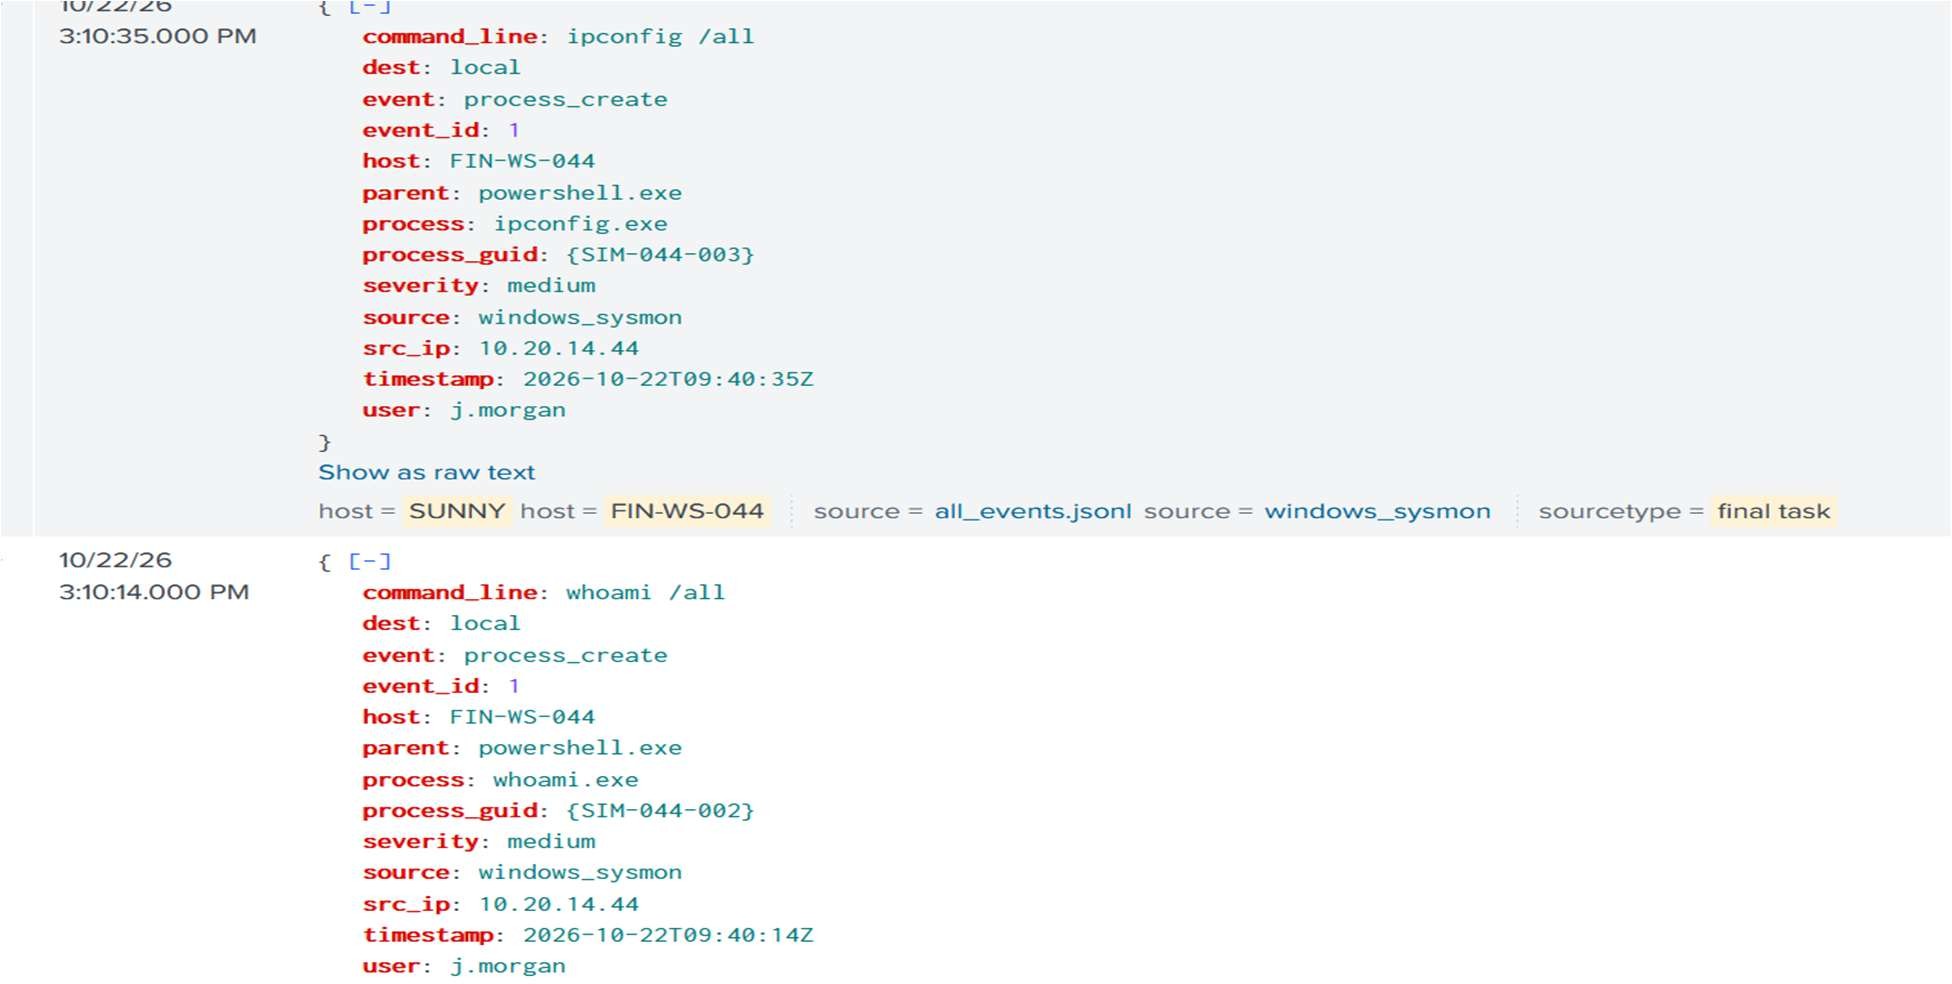 10/22/26 { [-]
3:10:35.000 PM command_line: ipconfig /all
dest: local
event: process_create
event_id: 1
host: FIN-WS-044
parent: powershell.exe
process: ipconfig.exe
process_guid: {SIM-044-003}
severity: medium
source: windows_sysmon
src_ip: 10.20.14.44
timestamp: 2026-10-22T09:40:35Z
user: j.morgan
}
Show as raw text
host = SUNNY host = FIN-WS-044 source = all_events.jsonl source = windows_sysmon sourcetype = final task
10/22/26 { [-]
3:10:14.000 PM command_line: whoami /all
dest: local
event: process_create
event_id: 1
host: FIN-WS-044
parent: powershell.exe
process: whoami.exe
process_guid: {SIM-044-002}
severity: medium
source: windows_sysmon
src_ip: 10.20.14.44
timestamp: 2026-10-22T09:40:14Z
user: j.morgan